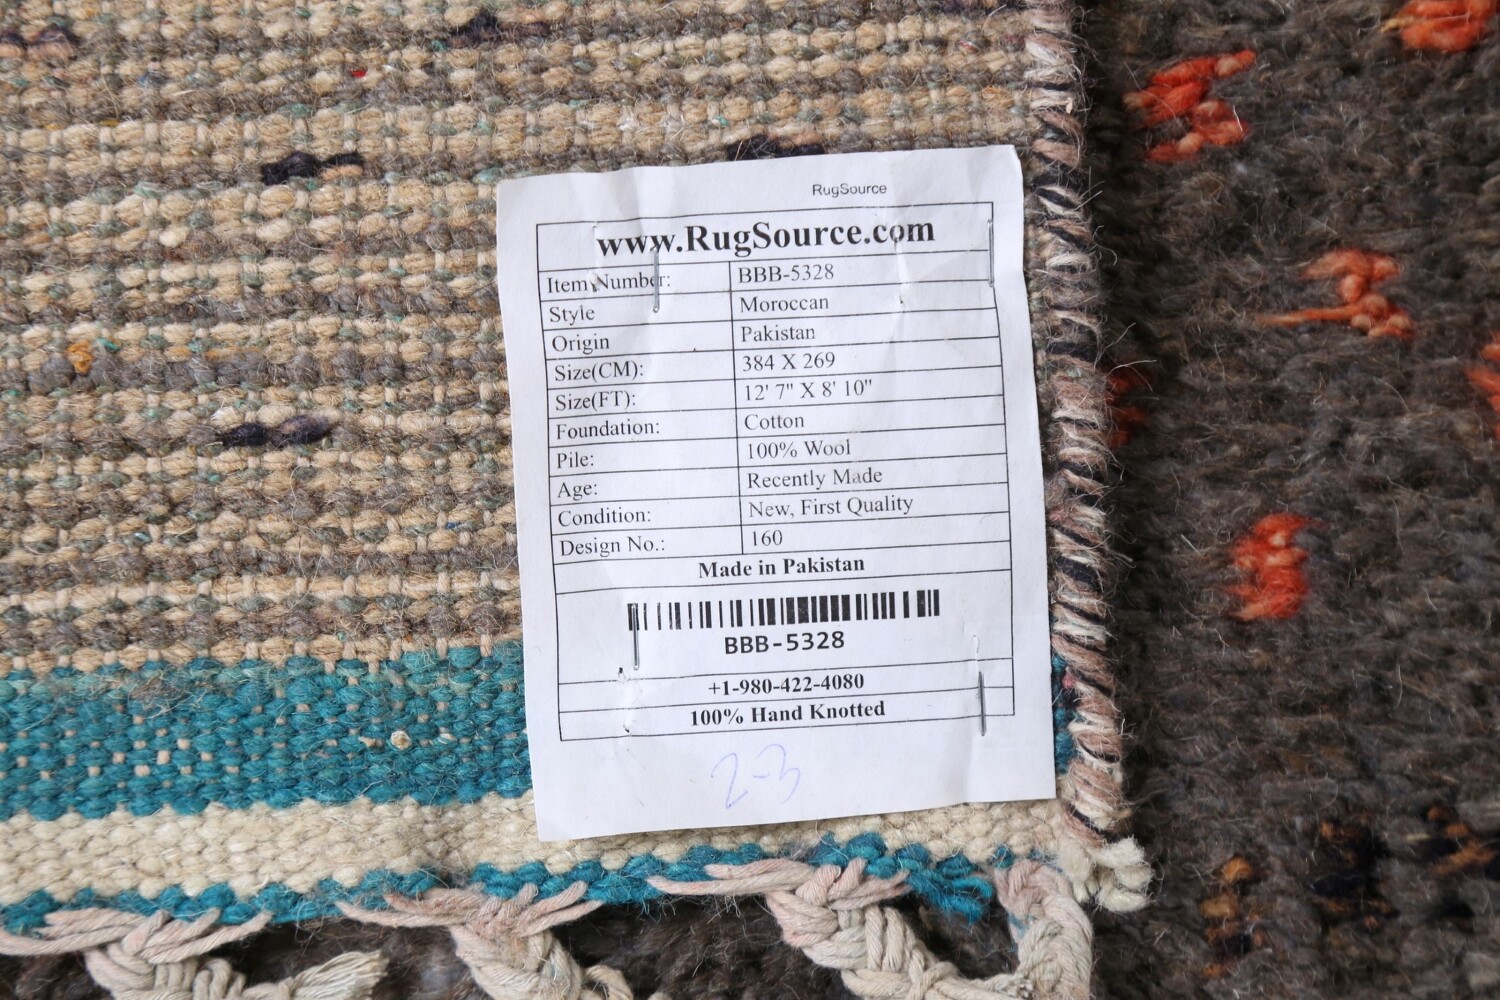 RugSource
www.RugSource.com
Item Number: BBB-5328
Style Moroccan
Origin Pakistan
Size(CM): 384 X 269
Size(FT): 12' 7" X 8' 10"
Foundation: Cotton
Pile: 100% Wool
Age: Recently Made
Condition: New, First Quality
Design No.: 160
Made in Pakistan
BBB-5328
+1-980-422-4080
100% Hand Knotted
2-3